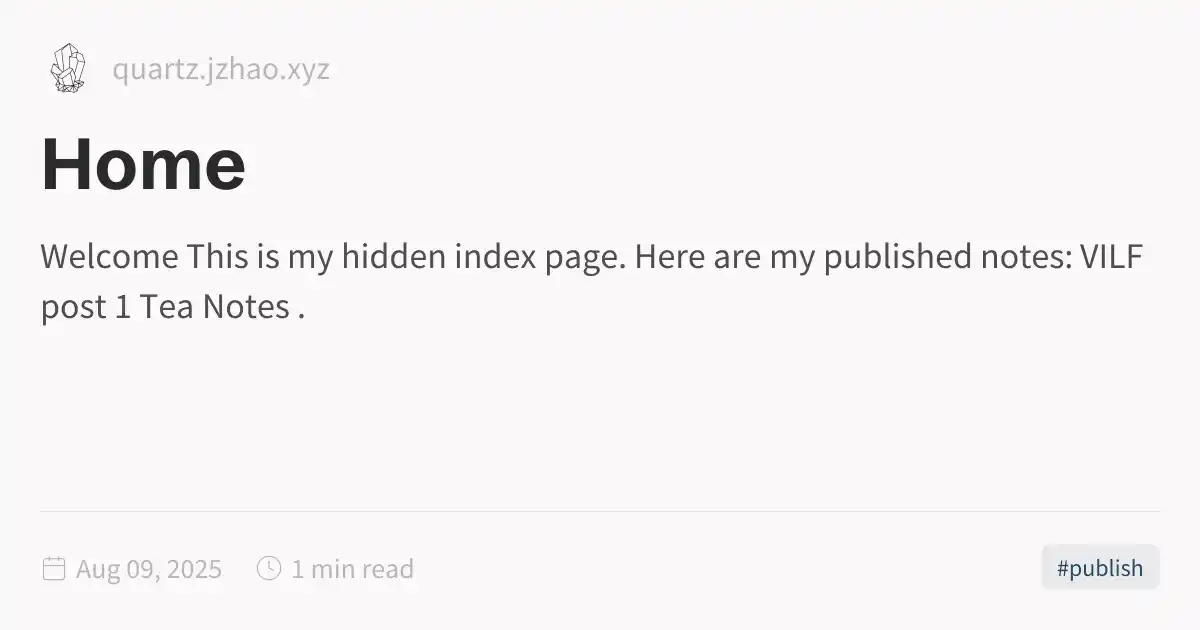 quartz.jzhao.xyz
Home
Welcome This is my hidden index page. Here are my published notes: VILF
post 1 Tea Notes .
Aug 09, 2025 1 min read
#publish